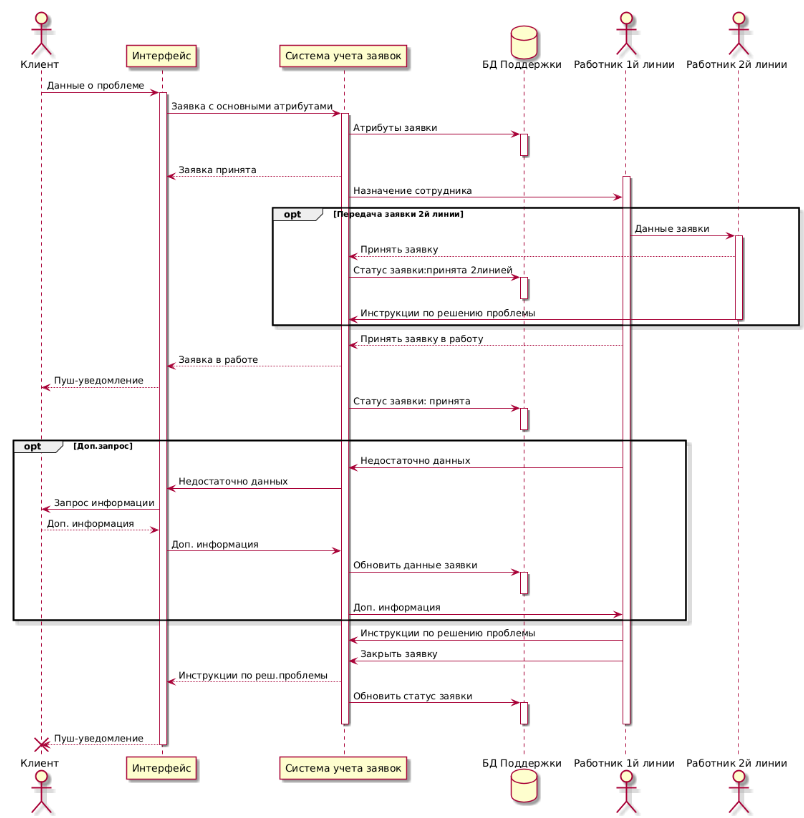 Клиент
Интерфейс
Система учета заявок
БД Поддержки
Работник 1й линии
Работник 2й линии
Данные о проблеме
Заявка с основными атрибутами
Атрибуты заявки
Заявка принята
Назначение сотрудника
opt [Передача заявки 2й линии]
Данные заявки
Принять заявку
Статус заявки:принята 2линией
Инструкции по решению проблемы
Принять заявку в работу
Заявка в работе
Пуш-уведомление
Статус заявки: принята
opt [Доп.запрос]
Недостаточно данных
Недостаточно данных
Запрос информации
Доп. информация
Доп. информация
Обновить данные заявки
Доп. информация
Инструкции по решению проблемы
Закрыть заявку
Инструкции по реш.проблемы
Обновить статус заявки
Пуш-уведомление
Клиент
Интерфейс
Система учета заявок
БД Поддержки
Работник 1й линии
Работник 2й линии